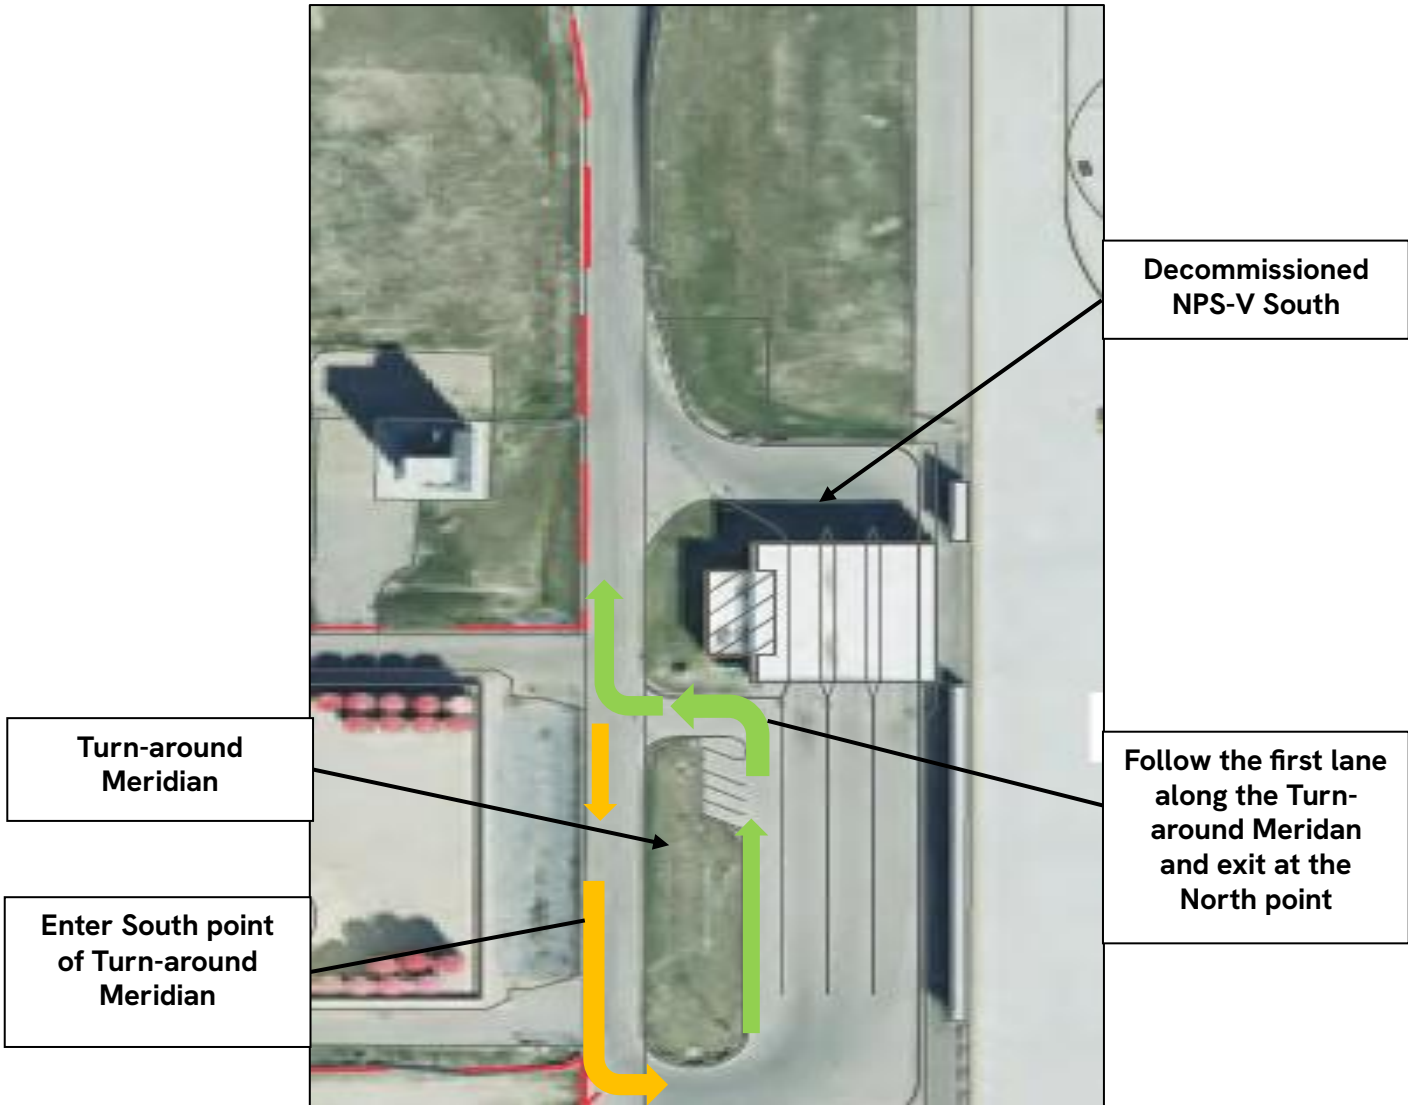 Decommissioned
NPS-V South
Turn-around
Meridian
Follow the first lane
along the Turn-
around Meridan
and exit at the
North point
Enter South point
of Turn-around
Meridian